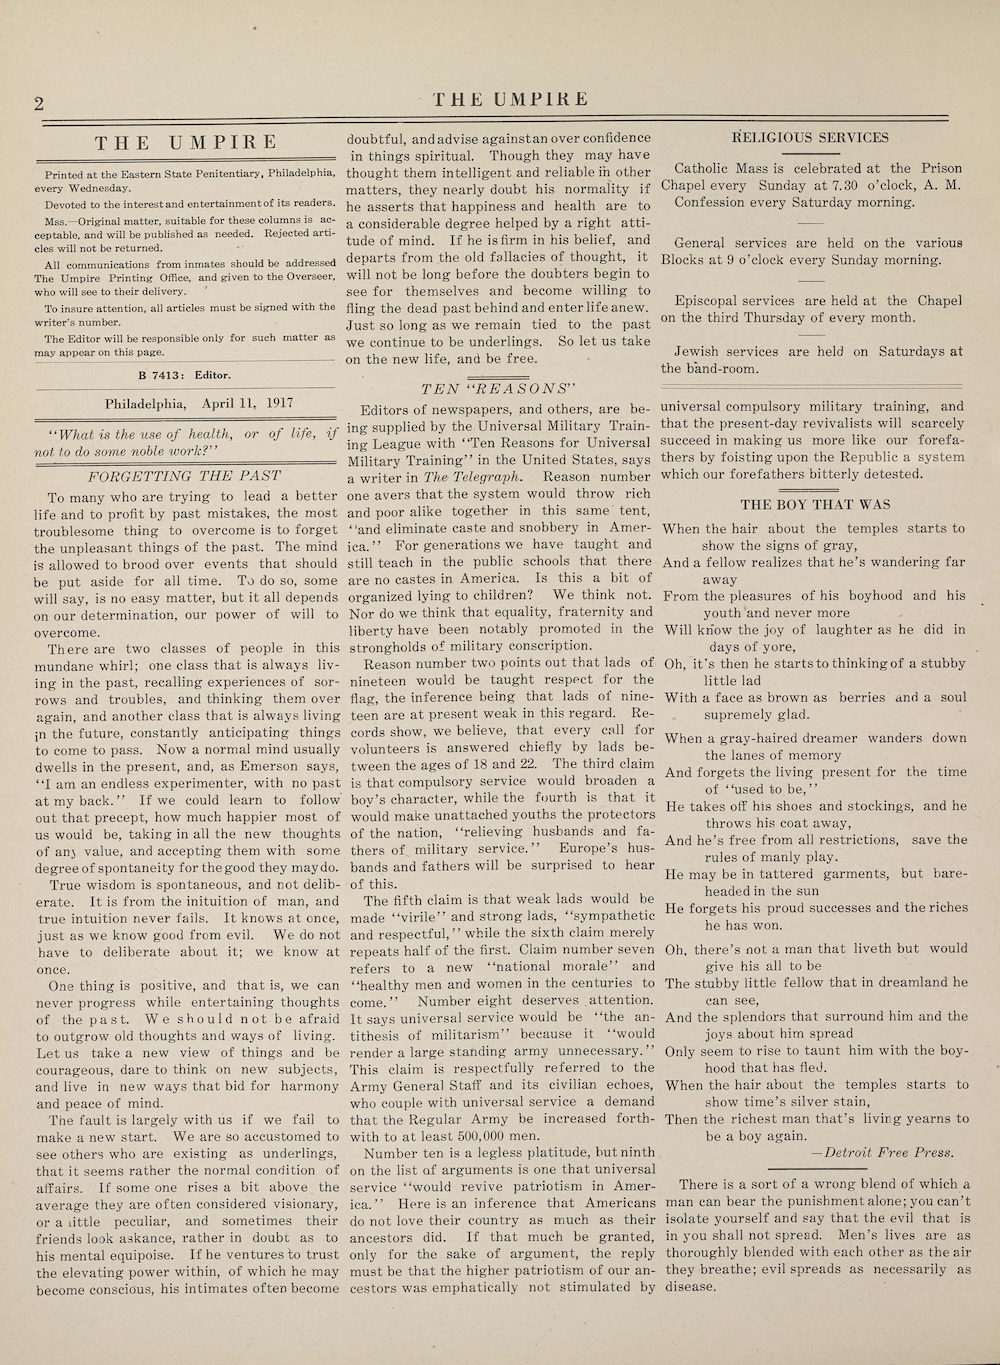 2
THE UMPIRE
THE UMPIRE
Printed at the Eastern State Penitentiary, Philadelphia,
every Wednesday.
Devoted to the interest and entertainment of its readers.
Mss.—Original matter, suitable for these columns is ac-
ceptable, and will be published as needed. Rejected arti-
cles will not be returned.
All communications from inmates should be addressed
The Umpire Printing Office, and given to the Overseer,
who will see to their delivery.
To insure attention, all articles must be signed with the
writer's number.
The Editor will be responsible only for such matter as
may appear on this page.
B 7413: Editor.
Philadelphia, April 11, 1917
"What is the use of health, or of life, if
not to do some noble work?"
FORGETTING THE PAST
To many who are trying to lead a better
life and to profit by past mistakes, the most
troublesome thing to overcome is to forget
the unpleasant things of the past. The mind
is allowed to brood over events that should
be put aside for all time. To do so, some
will say, is no easy matter, but it all depends
on our determination, our power of will to
overcome.
There are two classes of people in this
mundane whirl; one class that is always liv-
ing in the past, recalling experiences of sor-
rows and troubles, and thinking them over
again, and another class that is always living
in the future, constantly anticipating things
to come to pass. Now a normal mind usually
dwells in the present, and, as Emerson says,
"I am an endless experimenter, with no past
at my back." If we could learn to follow
out that precept, how much happier most of
us would be, taking in all the new thoughts
of any value, and accepting them with some
degree of spontaneity for the good they may do.
True wisdom is spontaneous, and not delib-
erate. It is from the inituition of man, and
true intuition never fails. It knows at once,
just as we know good from evil. We do not
have to deliberate about it; we know at
once.
One thing is positive, and that is, we can
never progress while entertaining thoughts
of the past. We should not be afraid
to outgrow old thoughts and ways of living.
Let us take a new view of things and be
courageous, dare to think on new subjects,
and live in new ways that bid for harmony
and peace of mind.
The fault is largely with us if we fail to
make a new start. We are so accustomed to
see others who are existing as underlings,
that it seems rather the normal condition of
affairs. If some one rises a bit above the
average they are often considered visionary,
or a little peculiar, and sometimes their
friends look askance, rather in doubt as to
his mental equipoise. If he ventures to trust
the elevating power within, of which he may
become conscious, his intimates often become
doubtful, and advise against an over confidence
in things spiritual. Though they may have
thought them intelligent and reliable in other
matters, they nearly doubt his normality if
he asserts that happiness and health are to
a considerable degree helped by a right atti-
tude of mind. If he is firm in his belief, and
departs from the old fallacies of thought, it
will not be long before the doubters begin to
see for themselves and become willing to
fling the dead past behind and enter life anew.
Just so long as we remain tied to the past
we continue to be underlings. So let us take
on the new life, and be free.
TEN "REASONS"
Editors of newspapers, and others, are be-
ing supplied by the Universal Military Train-
ing League with "Ten Reasons for Universal
Military Training" in the United States, says
a writer in The Telegraph. Reason number
one avers that the system would throw rich
and poor alike together in this same tent,
"and eliminate caste and snobbery in Amer-
ica." For generations we have taught and
still teach in the public schools that there
are no castes in America. Is this a bit of
organized lying to children? We think not.
Nor do we think that equality, fraternity and
liberty have been notably promoted in the
strongholds of military conscription.
Reason number two points out that lads of
nineteen would be taught respect for the
flag, the inference being that lads of nine-
teen are at present weak in this regard. Re-
cords show, we believe, that every call for
volunteers is answered chiefly by lads be-
tween the ages of 18 and 22. The third claim
is that compulsory service would broaden a
boy's character, while the fourth is that it
would make unattached youths the protectors
of the nation, "relieving husbands and fa-
thers of military service." Europe's hus-
bands and fathers will be surprised to hear
of this.
The fifth claim is that weak lads would be
made "virile" and strong lads, "sympathetic
and respectful," while the sixth claim merely
repeats half of the first. Claim number seven
refers to a new "national morale" and
"healthy men and women in the centuries to
come." Number eight deserves attention.
It says universal service would be "the an-
tithesis of militarism" because it "would
render a large standing army unnecessary."
This claim is respectfully referred to the
Army General Staff and its civilian echoes,
who couple with universal service a demand
that the Regular Army be increased forth-
with to at least 500,000 men.
Number ten is a legless platitude, but ninth
on the list of arguments is one that universal
service "would revive patriotism in Amer-
ica." Here is an inference that Americans
do not love their country as much as their
ancestors did. If that much be granted,
only for the sake of argument, the reply
must be that the higher patriotism of our an-
cestors was emphatically not stimulated by
RELIGIOUS SERVICES
Catholic Mass is celebrated at the Prison
Chapel every Sunday at 7.30 o'clock, A. M.
Confession every Saturday morning.
General services are held on the various
Blocks at 9 o'clock every Sunday morning.
Episcopal services are held at the Chapel
on the third Thursday of every month.
Jewish services are held on Saturdays at
the band-room.
universal compulsory military training, and
that the present-day revivalists will scarcely
succeed in making us more like our forefa-
thers by foisting upon the Republic a system
which our forefathers bitterly detested.
THE BOY THAT WAS
When the hair about the temples starts to
show the signs of gray,
And a fellow realizes that he's wandering far
away
From the pleasures of his boyhood and his
youth and never more
Will know the joy of laughter as he did in
days of yore,
Oh, it's then he starts to thinking of a stubby
little lad
With a face as brown as berries and a soul
supremely glad.
When a gray-haired dreamer wanders down
the lanes of memory
And forgets the living present for the time
of "used to be,"
He takes off his shoes and stockings, and he
throws his coat away,
And he's free from all restrictions, save the
rules of manly play.
He may be in tattered garments, but bare-
headed in the sun
He forgets his proud successes and the riches
he has won.
Oh, there's not a man that liveth but would
give his all to be
The stubby little fellow that in dreamland he
can see,
And the splendors that surround him and the
joys about him spread
Only seem to rise to taunt him with the boy-
hood that has fled.
When the hair about the temples starts to
show time's silver stain,
Then the richest man that's living yearns to
be a boy again.
—Detroit Free Press.
There is a sort of a wrong blend of which a
man can bear the punishment alone; you can't
isolate yourself and say that the evil that is
in you shall not spread. Men's lives are as
thoroughly blended with each other as the air
they breathe; evil spreads as necessarily as
disease.